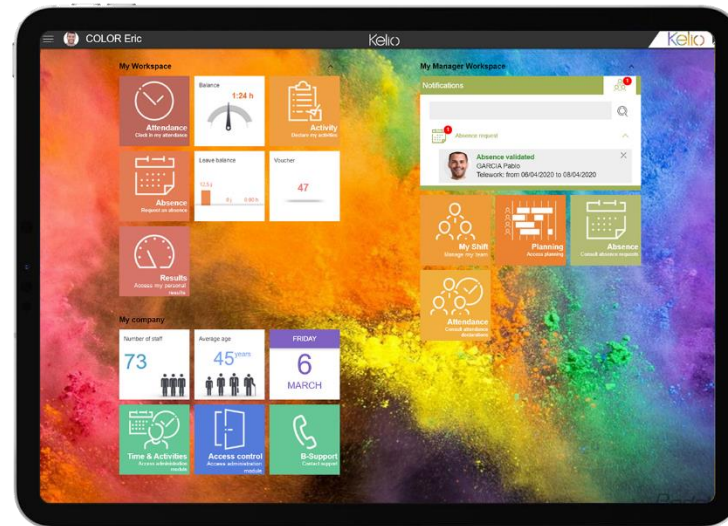 COLOR Eric
Kelio
Kelio
My Workspace
Attendance
Clock in my attendance
Balance
1:24 h
Activity
Declare my activities
Absence
Request an absence
Leave balance
Voucher
47
Results
Access my personal
results
My company
Number of staff
73
Average age
45 years
FRIDAY
6
MARCH
Time & Activities
Access administration
module
Access control
Access administration
module
B-Support
Contact support
My Manager Workspace
Notifications
Absence request
Absence validated
GARCIA Pablo
Telework: from 06/04/2020 to 08/04/2020
My Shift
Manage my team
Planning
Access planning
Absence
Consult absence requests
Attendance
Consult attendance